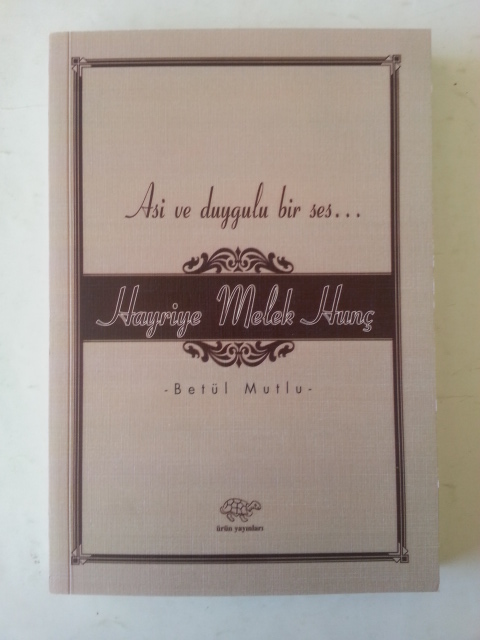 Asi ve duygulu bir ses...
Hayriye Melek Hunç
-Betül Mutlu-
ürün yayınları